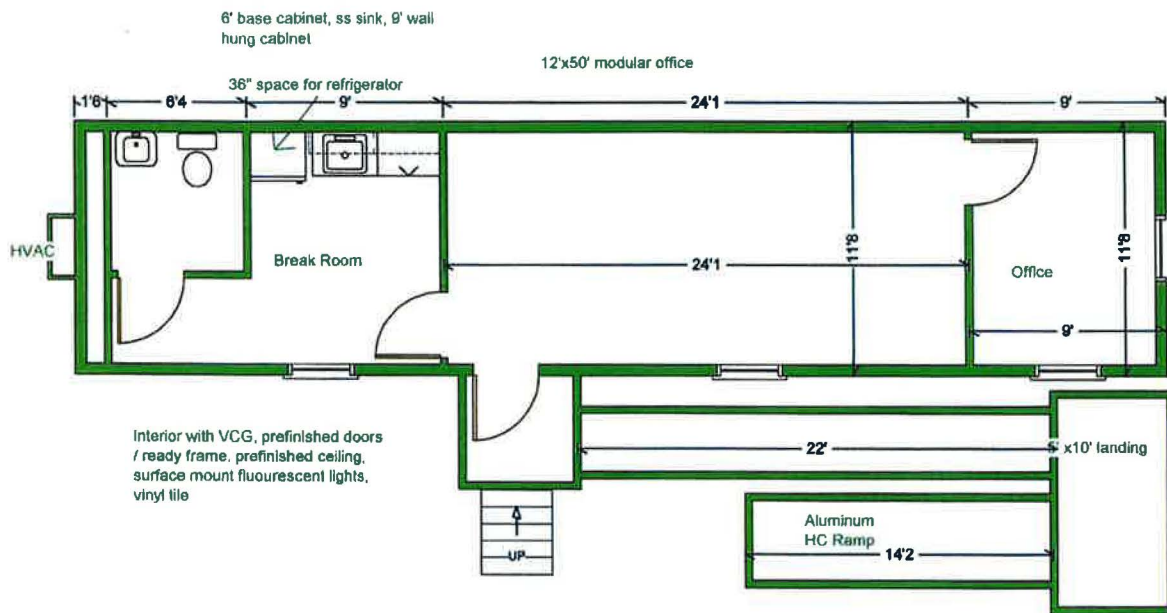 6' base cabinet, ss sink, 9' wall
hung cabinet
12'x50' modular office
36" space for refrigerator
1'6
6'4
9'
24'1
9'
HVAC
Break Room
24'1
11'8
Office
11'8
9'
Interior with VCG, prefinished doors
/ ready frame, prefinished ceiling,
surface mount fluourescent lights,
vinyl tile
22'
5'x10' landing
UP
Aluminum
HC Ramp
14'2